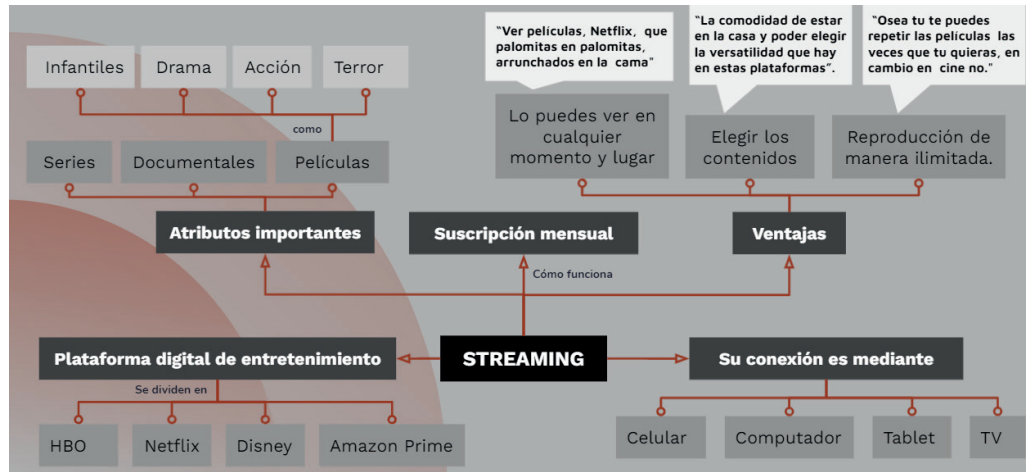 "Ver películas, Netflix, que
palomitas en palomitas,
arrunchados en la cama"
"La comodidad de estar
en la casa y poder elegir
la versatilidad que hay
en estas plataformas".
"Osea tu te puedes
repetir las películas las
veces que tu quieras, en
cambio en cine no."
Infantiles
Drama
Acción
Terror
como
Series
Documentales
Películas
Lo puedes ver en
cualquier
momento y lugar
Elegir los
contenidos
Reproducción de
manera ilimitada.
Atributos importantes
Suscripción mensual
Ventajas
Cómo funciona
Plataforma digital de entretenimiento
STREAMING
Su conexión es mediante
Se dividen en
HBO
Netflix
Disney
Amazon Prime
Celular
Computador
Tablet
TV